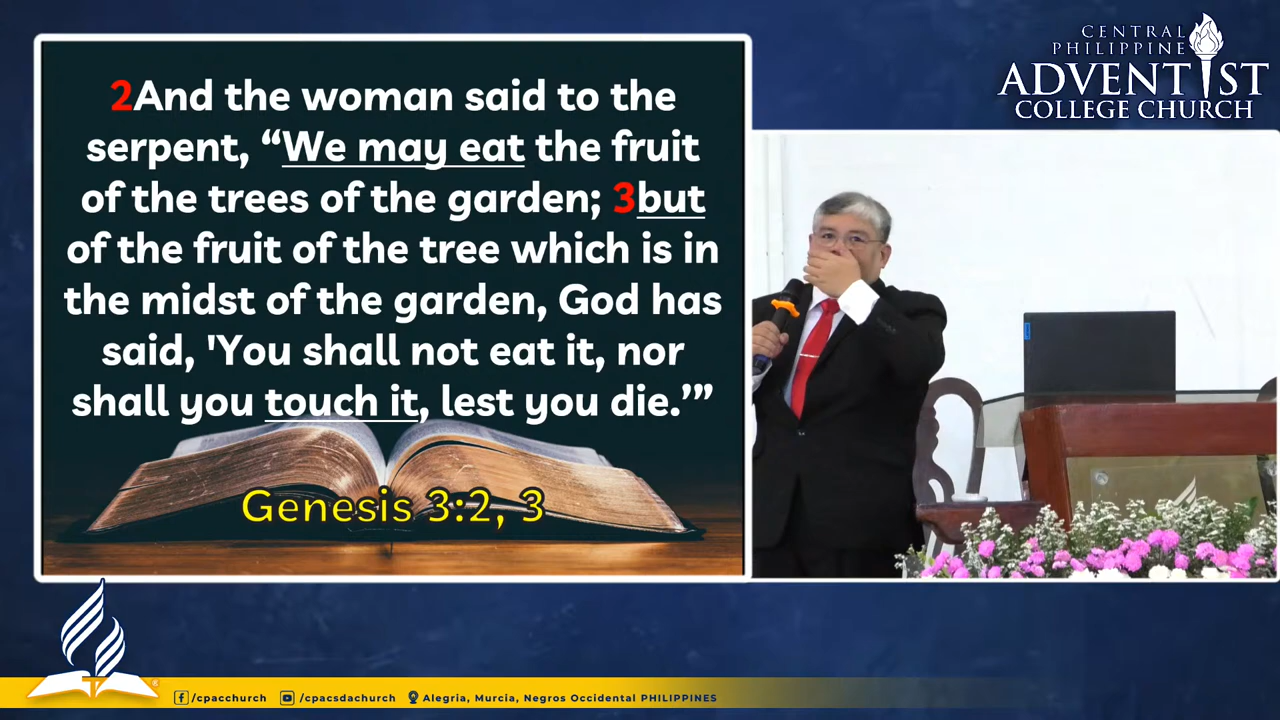 2And the woman said to the
serpent, “We may eat the fruit
of the trees of the garden; 3but
of the fruit of the tree which is in
the midst of the garden, God has
said, 'You shall not eat it, nor
shall you touch it, lest you die.’”
Genesis 3:2, 3
CENTRAL
PHILIPPINE
ADVENTIST
COLLEGE CHURCH
/cpacchurch /cpacsdachurch Alegria, Murcia, Negros Occidental PHILIPPINES